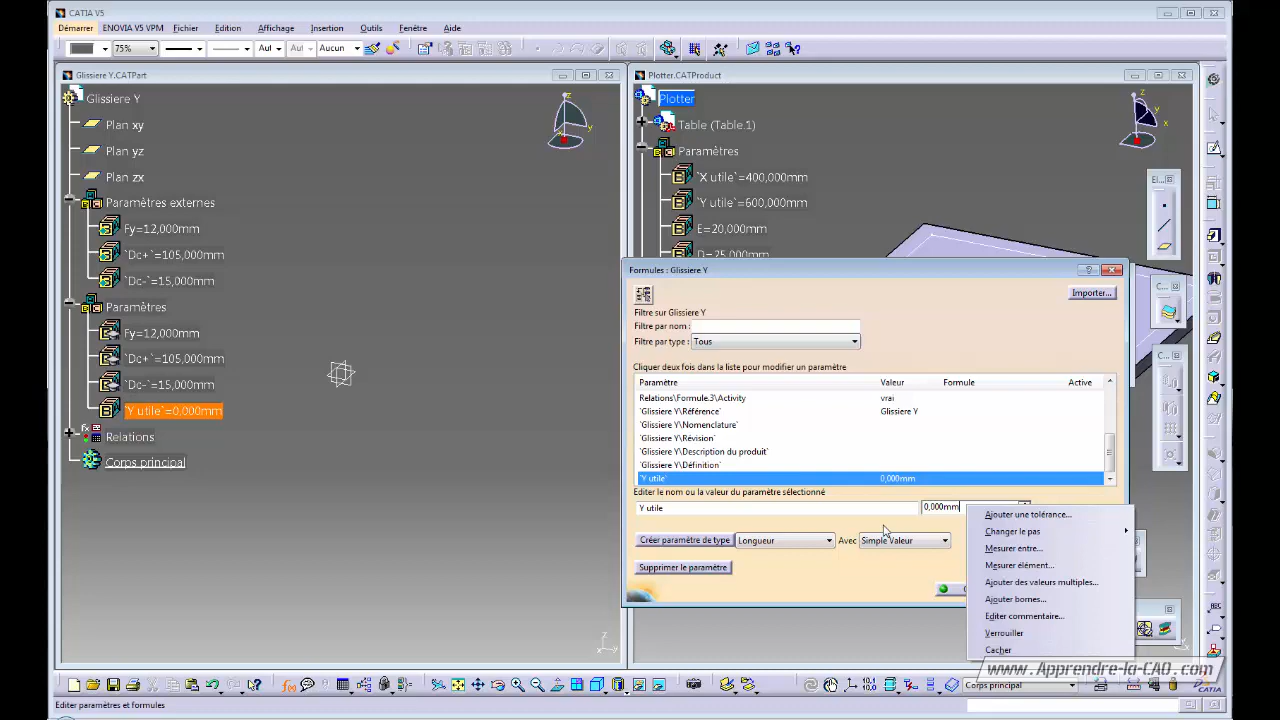 CATIA V5
Démarrer ENOVIA V5 VPM Fichier Edition Affichage Insertion Outils Fenêtre Aide
75% Aut Aut Aucun
Glissiere Y.CATPart
Glissiere Y
Plan xy
Plan yz
Plan zx
Paramètres externes
Fy=12,000mm
`Dc+`=105,000mm
`Dc-`=15,000mm
Paramètres
Fy=12,000mm
`Dc+`=105,000mm
`Dc-`=15,000mm
`Y utile`=0,000mm
Relations
Corps principal
Plotter.CATProduct
Plotter
Table (Table.1)
Paramètres
`X utile`=400,000mm
`Y utile`=600,000mm
E=20,000mm
D=25,000mm
El...
C...
C...
Formules : Glissiere Y
Importer...
Filtre sur Glissiere Y
Filtre par nom :
Filtre par type : Tous
Cliquer deux fois dans la liste pour modifier un paramètre
Paramètre Valeur Formule Active
Relations\Formule.3\Activity vrai
`Glissiere Y\Référence` Glissiere Y
`Glissiere Y\Nomenclature`
`Glissiere Y\Révision`
`Glissiere Y\Description du produit`
`Glissiere Y\Définition`
`Y utile` 0,000mm
Editer le nom ou la valeur du paramètre sélectionné
Y utile 0,000mm
Créer paramètre de type Longueur Avec Simple Valeur
Supprimer le paramètre
Ajouter une tolérance...
Changer le pas
Mesurer entre...
Mesurer élément...
Ajouter des valeurs multiples...
Ajouter bornes...
Editer commentaire...
Verrouiller
Cacher
www.Apprendre-la-CAO.com
Corps principal
CATIA
Editer paramètres et formules